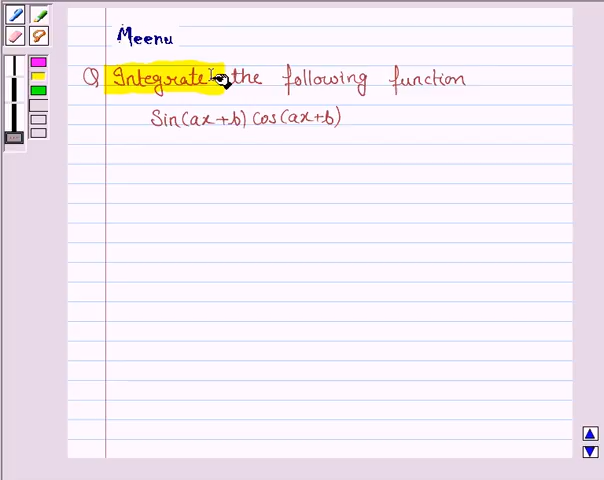 Meenu
Q Integrate the following function
Sin(ax+b) cos(ax+b)